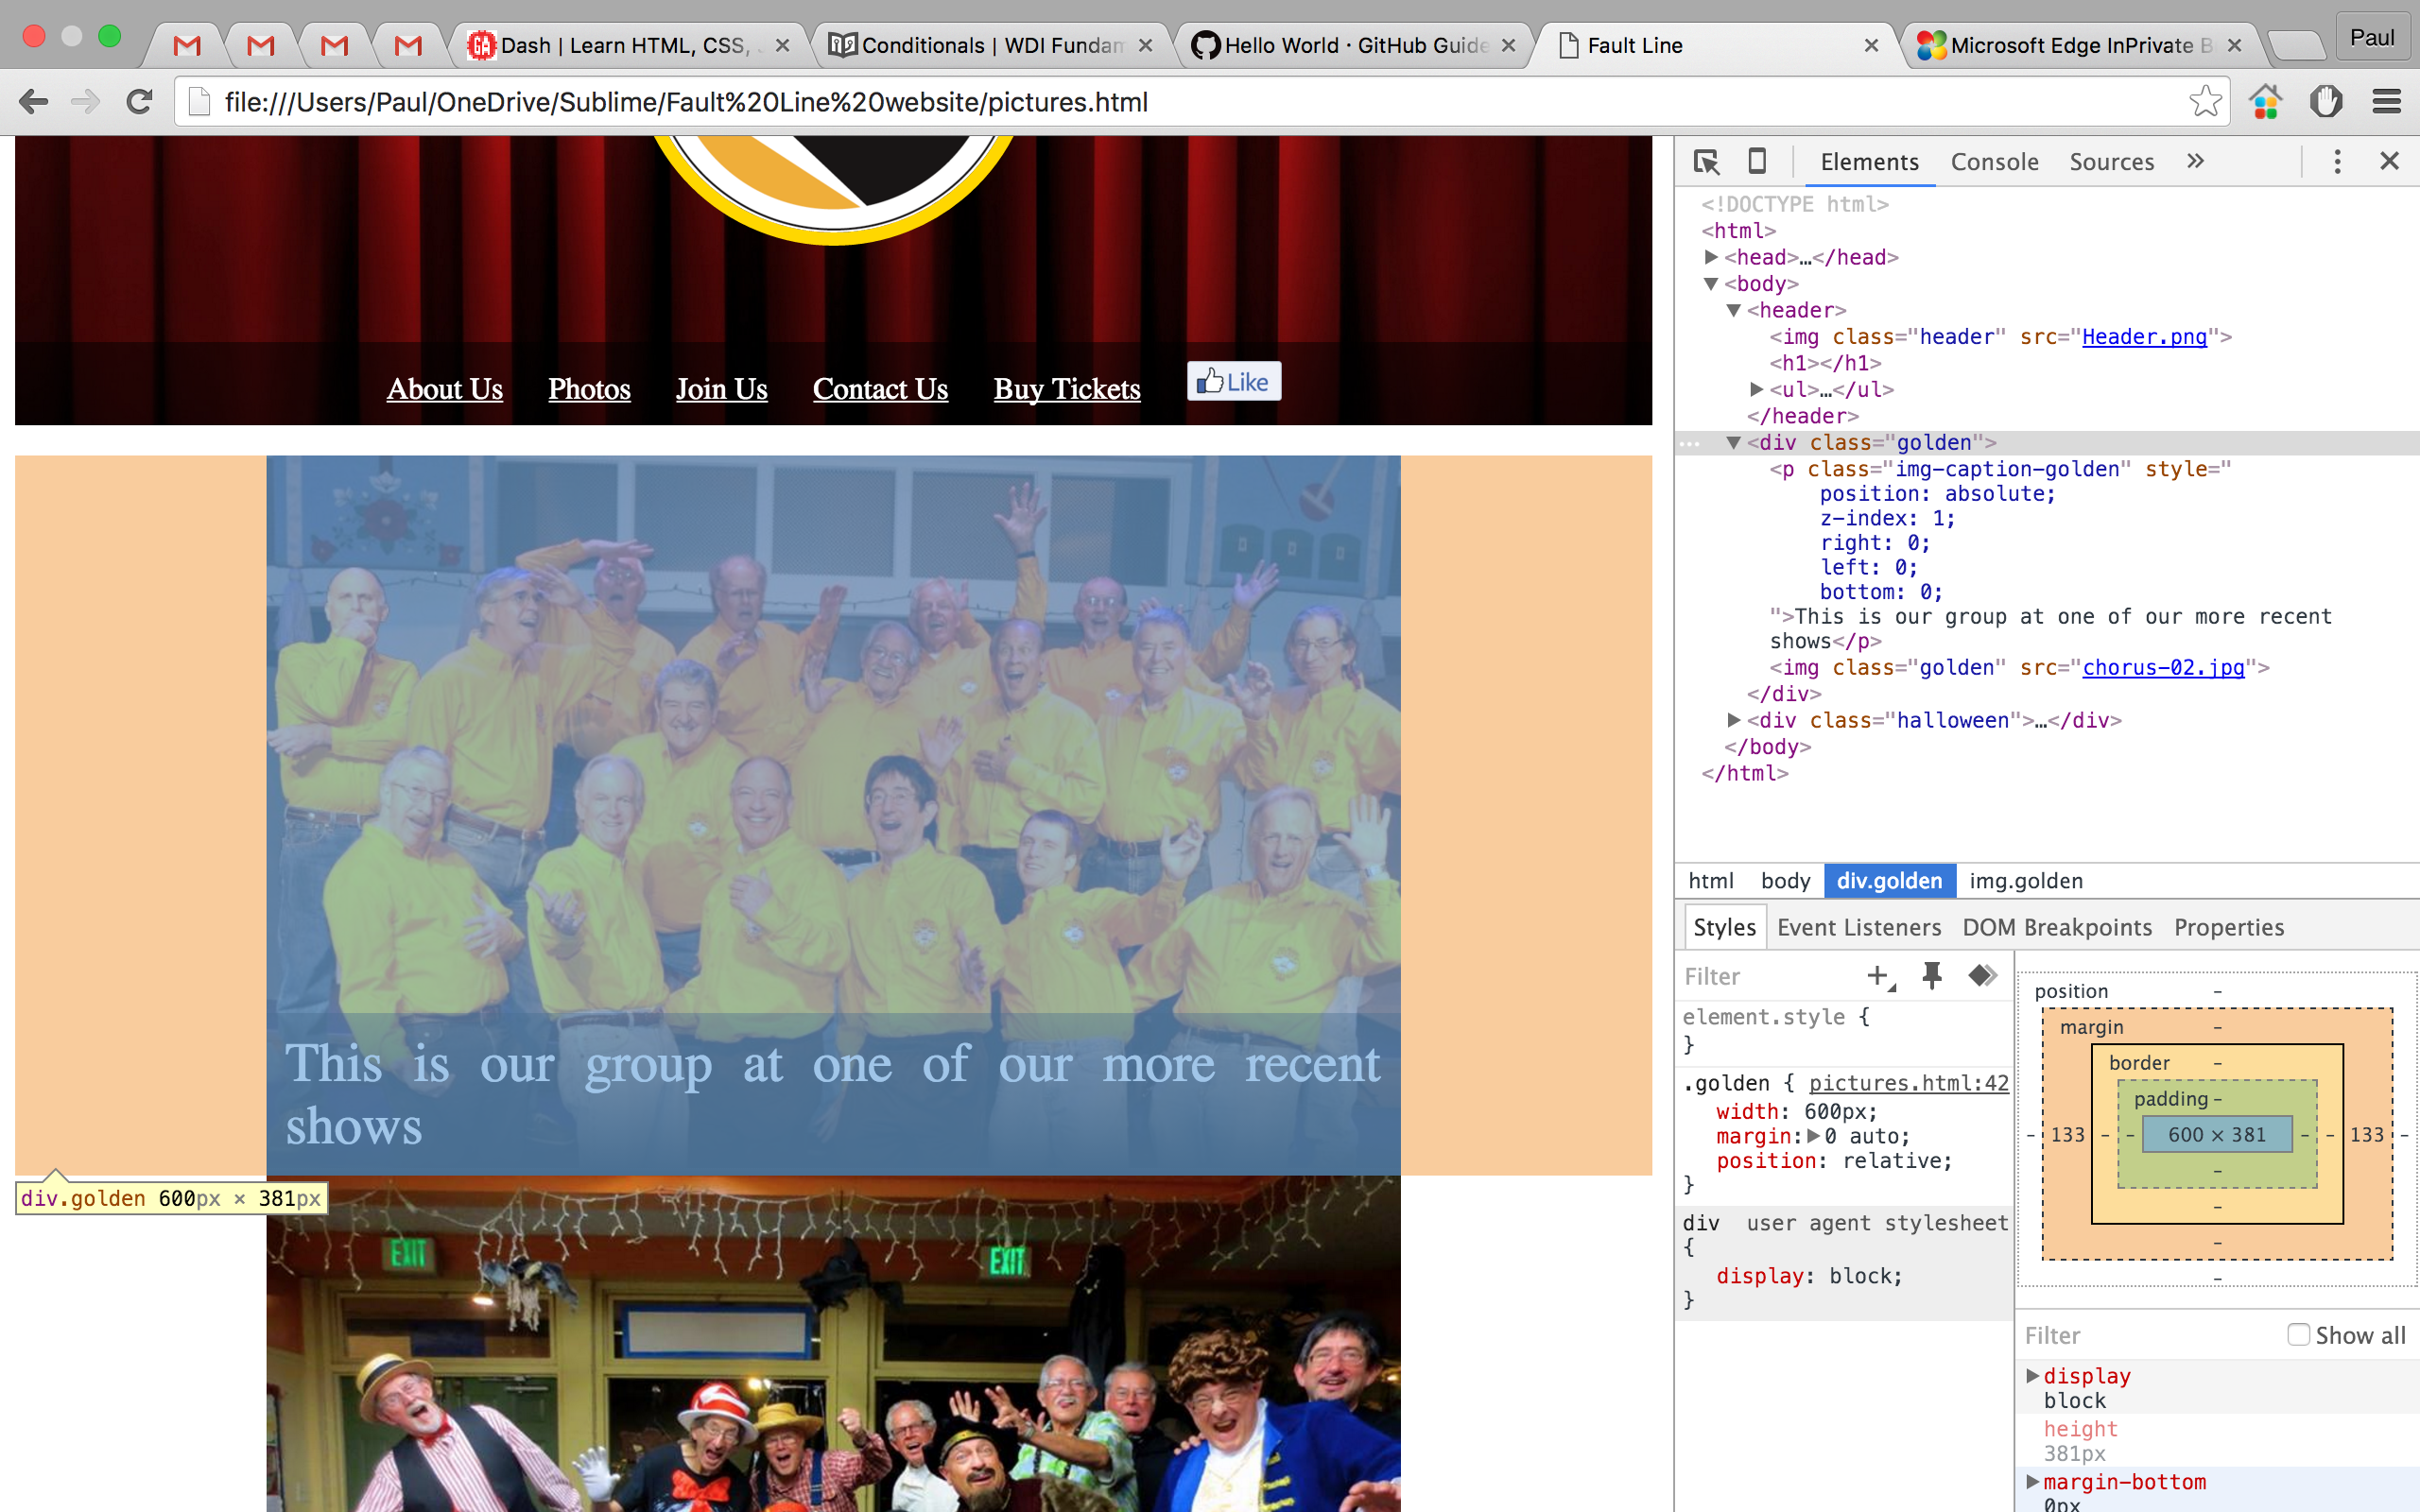 Dash | Learn HTML, CSS,
Conditionals | WDI Fundam
Hello World · GitHub Guide
Fault Line
Microsoft Edge InPrivate B
Paul
file:///Users/Paul/OneDrive/Sublime/Fault%20Line%20website/pictures.html
About Us
Photos
Join Us
Contact Us
Buy Tickets
Like
This is our group at one of our more recent
shows
div.golden 600px × 381px
EXIT
EXIT
Elements
Console
Sources
<!DOCTYPE html>
<html>
<head>…</head>
<body>
<header>
<img class="header" src="Header.png">
<h1></h1>
<ul>…</ul>
</header>
<div class="golden">
<p class="img-caption-golden" style="
position: absolute;
z-index: 1;
right: 0;
left: 0;
bottom: 0;
">This is our group at one of our more recent
shows</p>
<img class="golden" src="chorus-02.jpg">
</div>
<div class="halloween">…</div>
</body>
</html>
html
body
div.golden
img.golden
Styles
Event Listeners
DOM Breakpoints
Properties
Filter
element.style {
}
.golden { pictures.html:42
width: 600px;
margin: 0 auto;
position: relative;
}
div user agent stylesheet
{
display: block;
}
position –
margin –
border –
padding –
– 133 – – 600 × 381 – – 133 –
–
–
–
–
Filter
Show all
display
block
height
381px
margin-bottom
0px